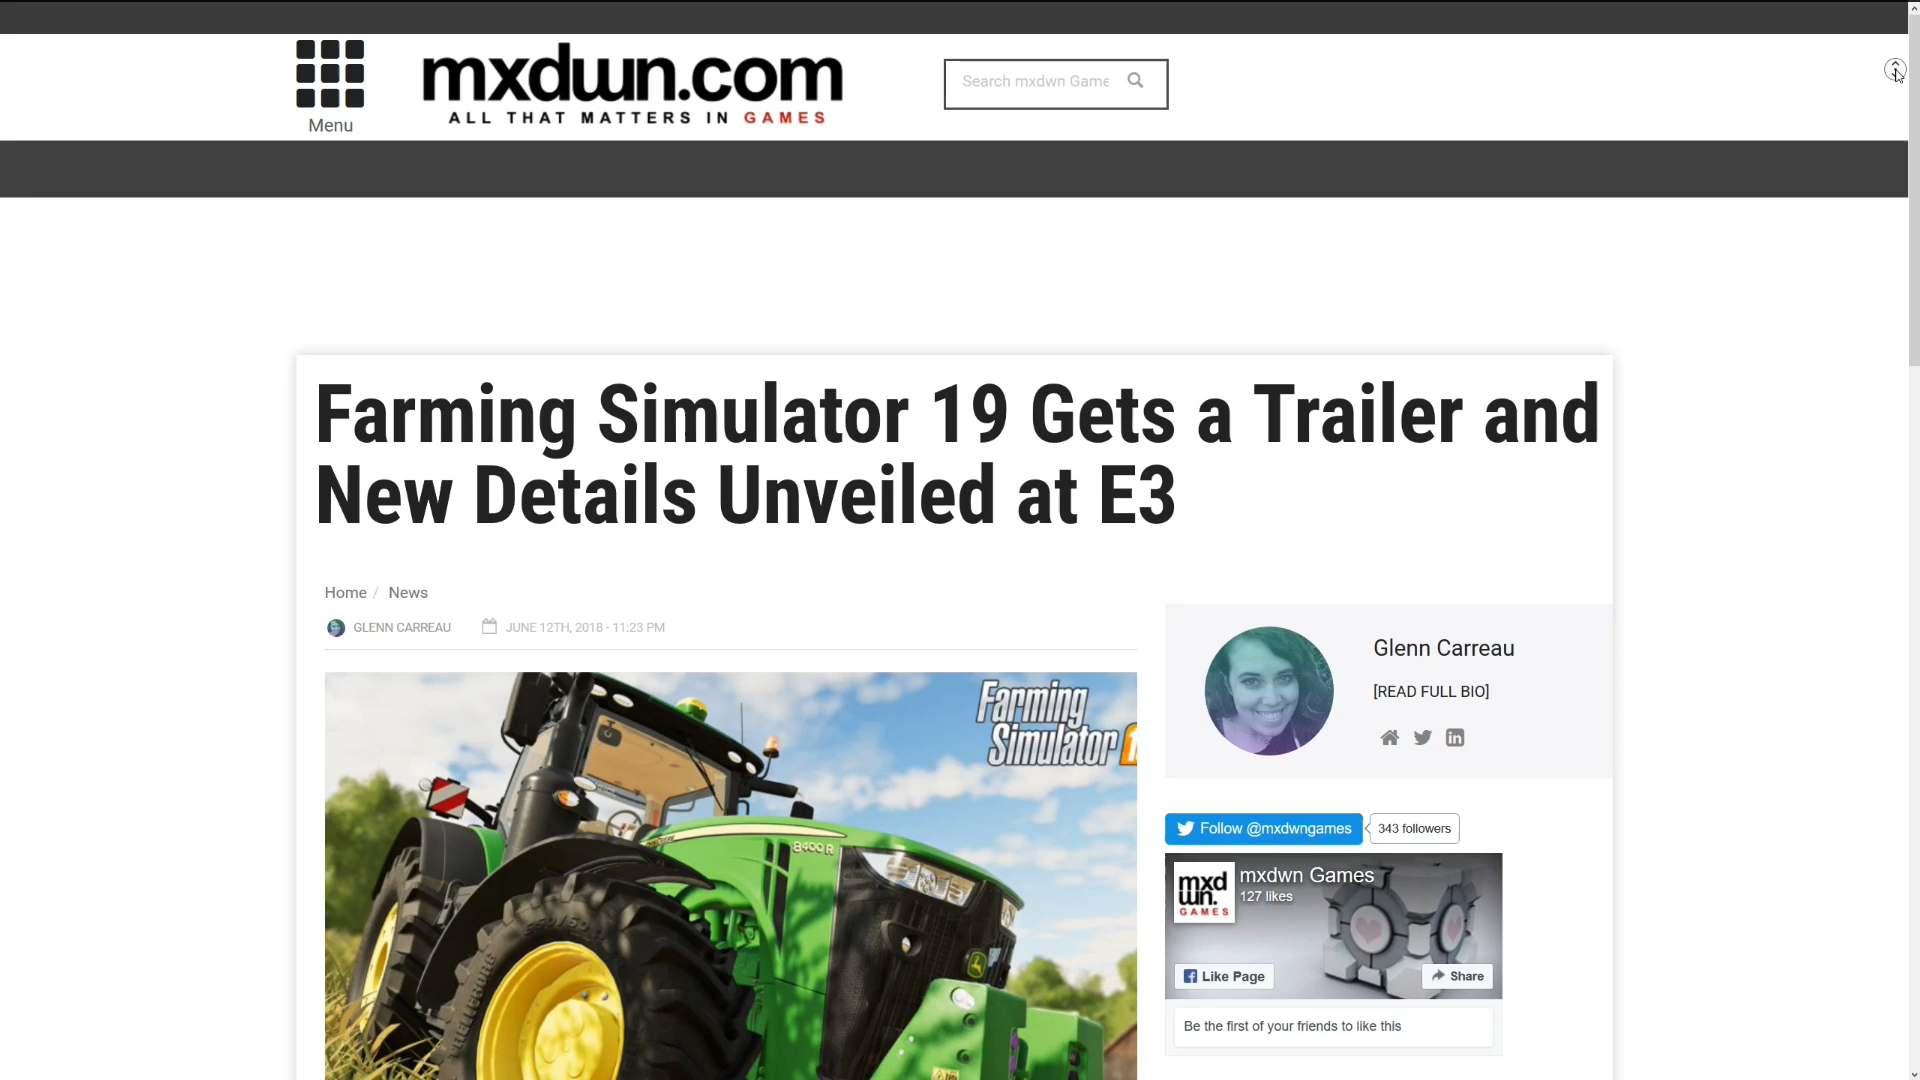 Menu
mxdwn.com
ALL THAT MATTERS IN GAMES
Search mxdwn Game
Farming Simulator 19 Gets a Trailer and
New Details Unveiled at E3
Home / News
GLENN CARREAU
JUNE 12TH, 2018 - 11:23 PM
Farming
Simulator 1
8400 R
Glenn Carreau
[READ FULL BIO]
in
Follow @mxdwngames
343 followers
mxd
wn.
GAMES
mxdwn Games
127 likes
Like Page
Share
Be the first of your friends to like this